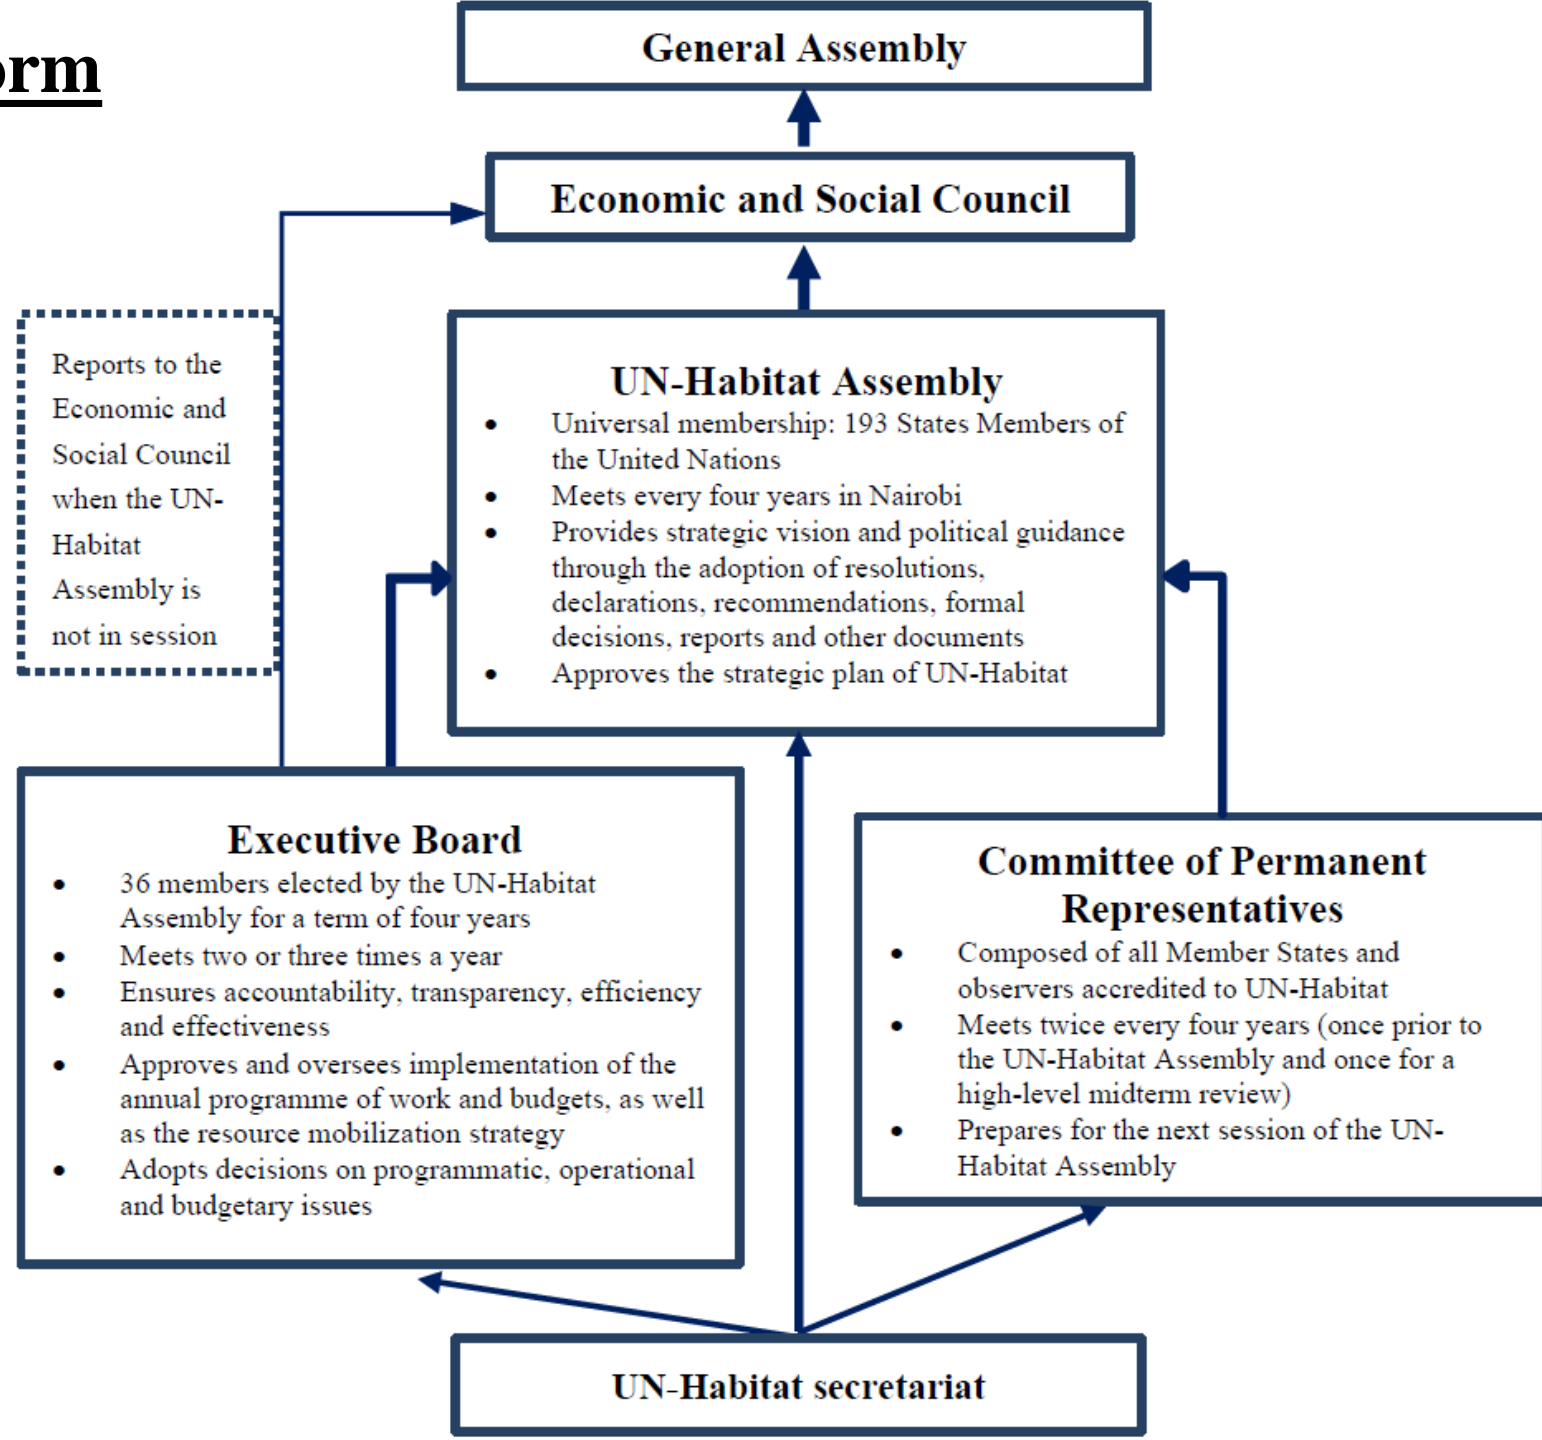 orm
General Assembly
Economic and Social Council
Reports to the
Economic and
Social Council
when the UN-
Habitat
Assembly is
not in session
UN-Habitat Assembly
• Universal membership: 193 States Members of
the United Nations
• Meets every four years in Nairobi
• Provides strategic vision and political guidance
through the adoption of resolutions,
declarations, recommendations, formal
decisions, reports and other documents
• Approves the strategic plan of UN-Habitat
Executive Board
• 36 members elected by the UN-Habitat
Assembly for a term of four years
• Meets two or three times a year
• Ensures accountability, transparency, efficiency
and effectiveness
• Approves and oversees implementation of the
annual programme of work and budgets, as well
as the resource mobilization strategy
• Adopts decisions on programmatic, operational
and budgetary issues
Committee of Permanent
Representatives
• Composed of all Member States and
observers accredited to UN-Habitat
• Meets twice every four years (once prior to
the UN-Habitat Assembly and once for a
high-level midterm review)
• Prepares for the next session of the UN-
Habitat Assembly
UN-Habitat secretariat